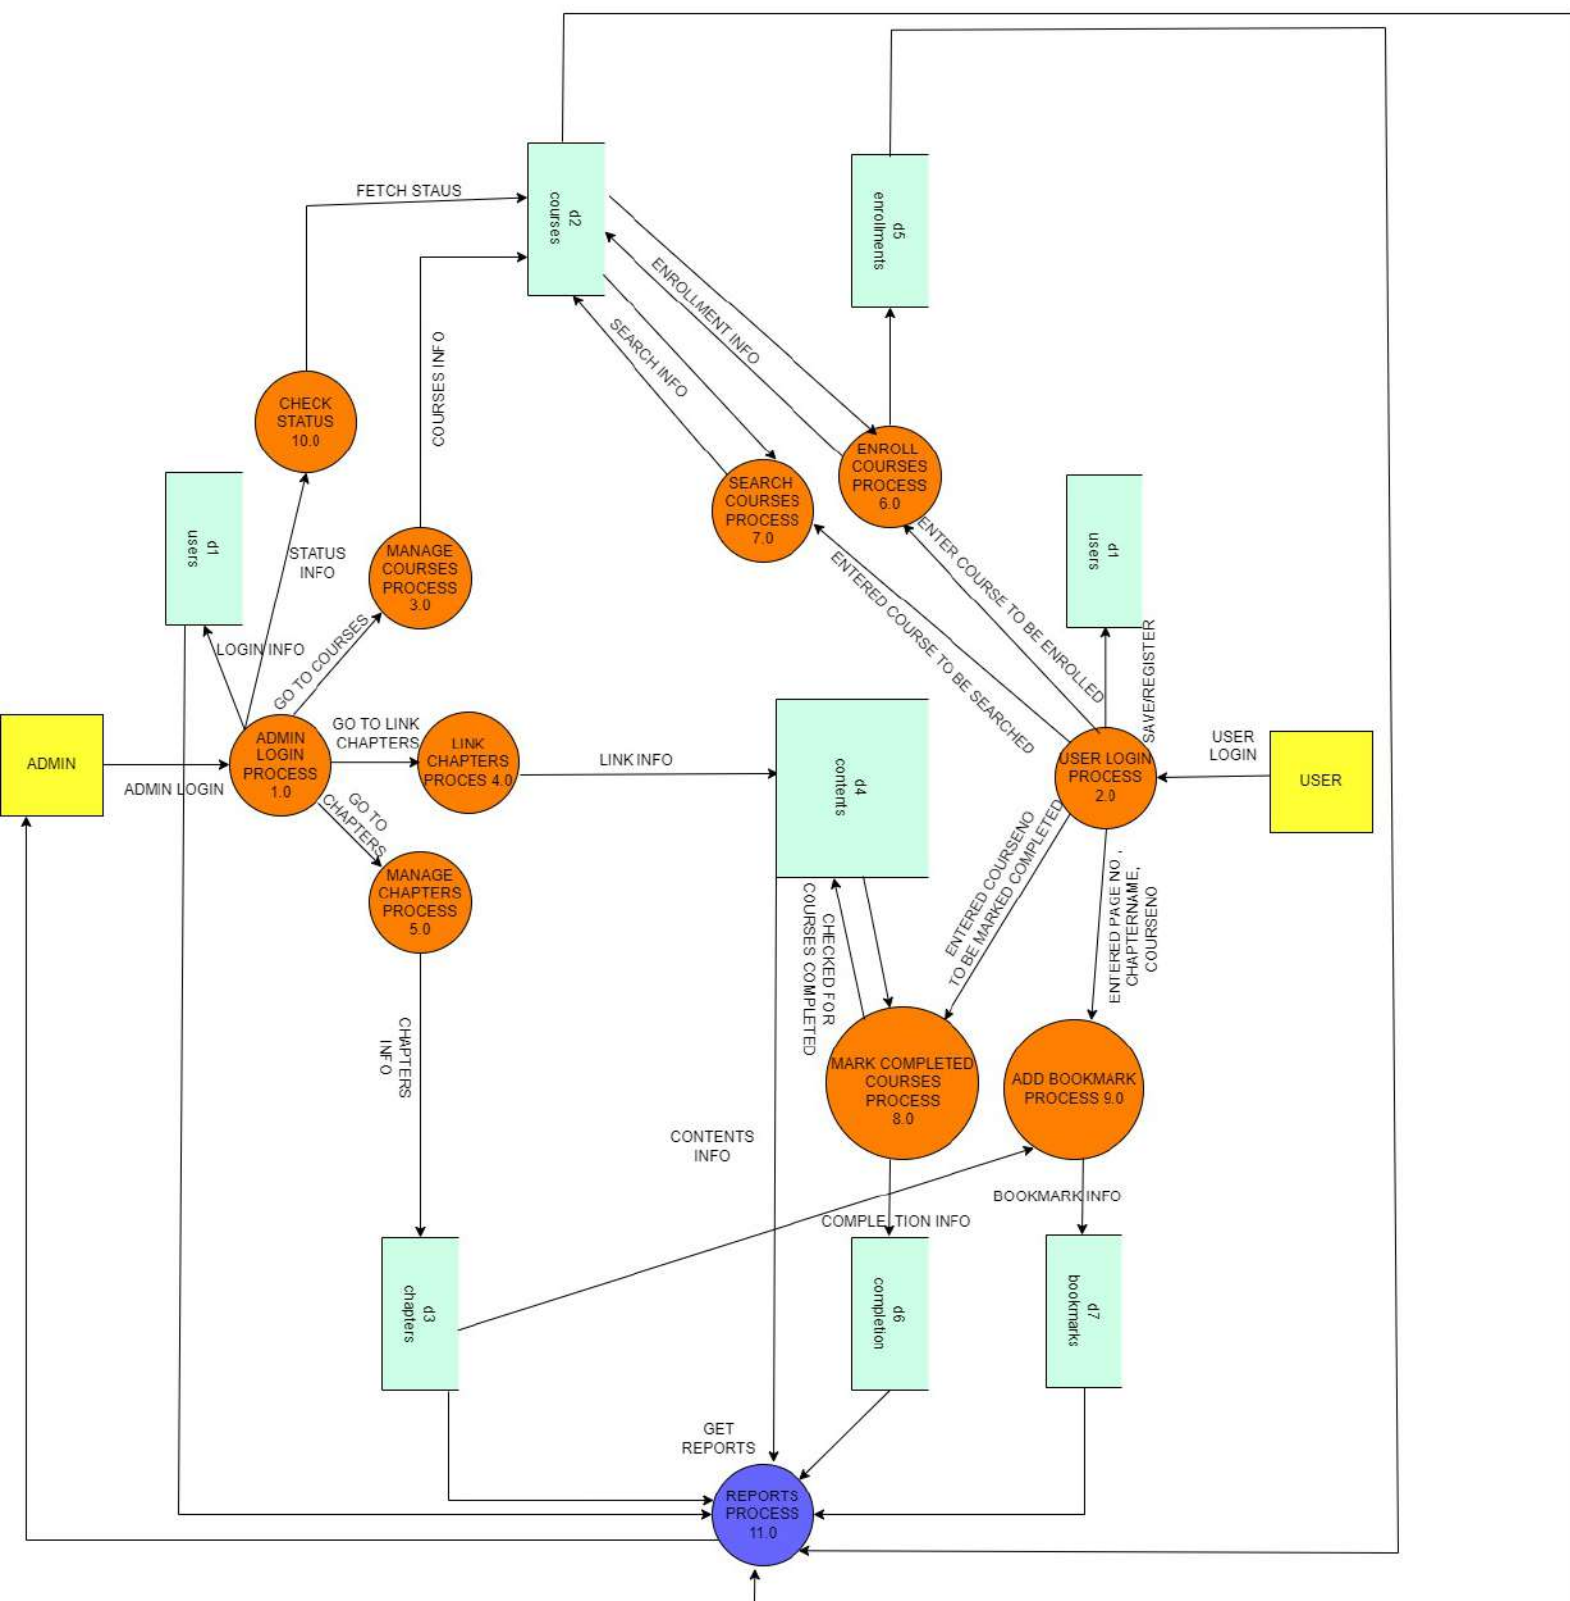 FETCH STAUS
d2
courses
d5
enrollments
ENROLLMENT INFO
SEARCH INFO
COURSES INFO
CHECK
STATUS
10.0
ENROLL
COURSES
PROCESS
6.0
SEARCH
COURSES
PROCESS
7.0
d1
users
STATUS
INFO
MANAGE
COURSES
PROCESS
3.0
d1
users
ENTER COURSE TO BE ENROLLED
ENTERED COURSE TO BE SEARCHED
SAVE/REGISTER
LOGIN INFO
GO TO COURSES
ADMIN
ADMIN LOGIN
ADMIN
LOGIN
PROCESS
1.0
GO TO LINK
CHAPTERS
LINK
CHAPTERS
PROCES 4.0
LINK INFO
d4
contents
USER LOGIN
PROCESS
2.0
USER
LOGIN
USER
GO TO
CHAPTERS
MANAGE
CHAPTERS
PROCESS
5.0
ENTERED COURSENO
TO BE MARKED COMPLETED
ENTERED PAGE NO ,
CHAPTERNAME,
COURSENO
CHECKED FOR
COURSES COMPLETED
CHAPTERS
INFO
MARK COMPLETED
COURSES
PROCESS
8.0
ADD BOOKMARK
PROCESS 9.0
CONTENTS
INFO
BOOKMARK INFO
COMPLETION INFO
d3
chapters
d6
completion
d7
bookmarks
GET
REPORTS
REPORTS
PROCESS
11.0